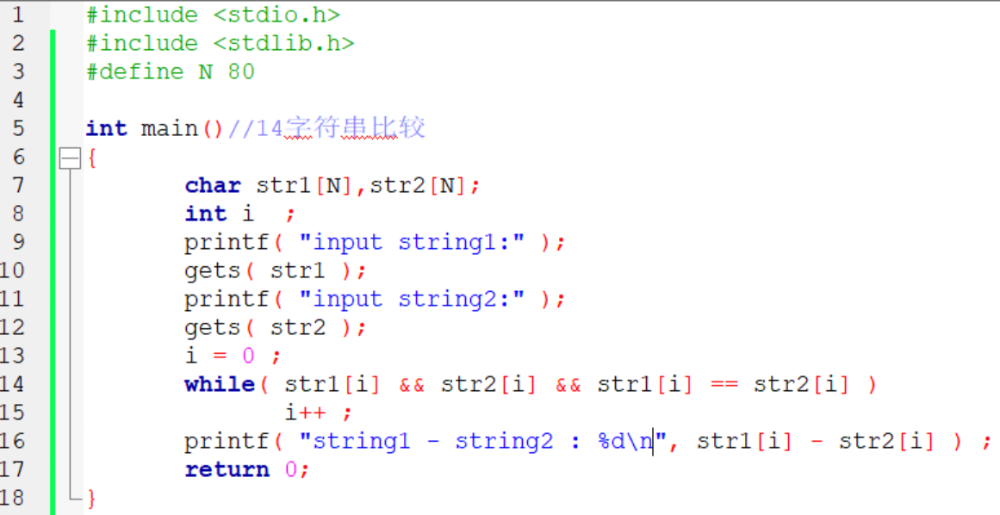 1 #include <stdio.h>
2 #include <stdlib.h>
3 #define N 80
4
5 int main()//14字符串比较
6 {
7 char str1[N],str2[N];
8 int i  ;
9 printf( "input string1:" );
10 gets( str1 );
11 printf( "input string2:" );
12 gets( str2 );
13 i = 0 ;
14 while( str1[i] && str2[i] && str1[i] == str2[i] )
15 i++ ;
16 printf( "string1 - string2 : %d\n", str1[i] - str2[i] ) ;
17 return 0;
18 }